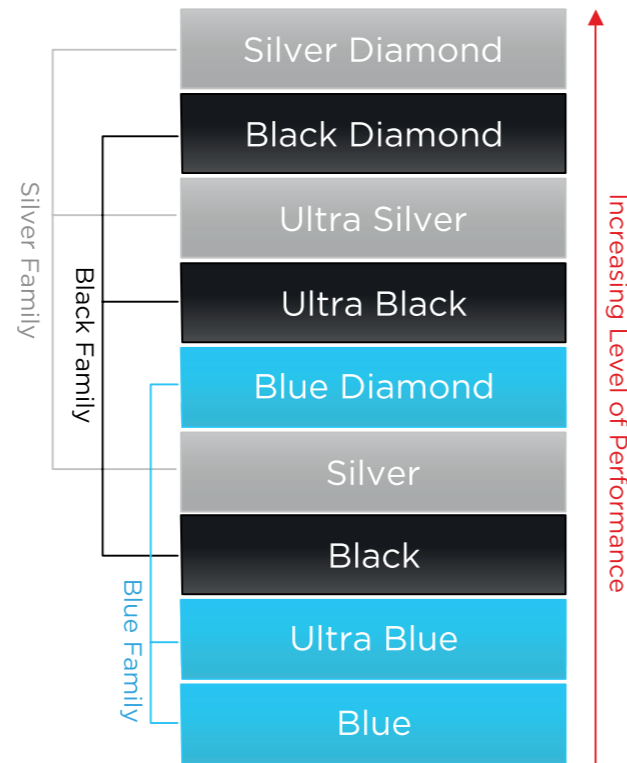 Silver Diamond
Black Diamond
Ultra Silver
Ultra Black
Blue Diamond
Silver
Black
Ultra Blue
Blue
Silver Family
Black Family
Blue Family
Increasing Level of Performance